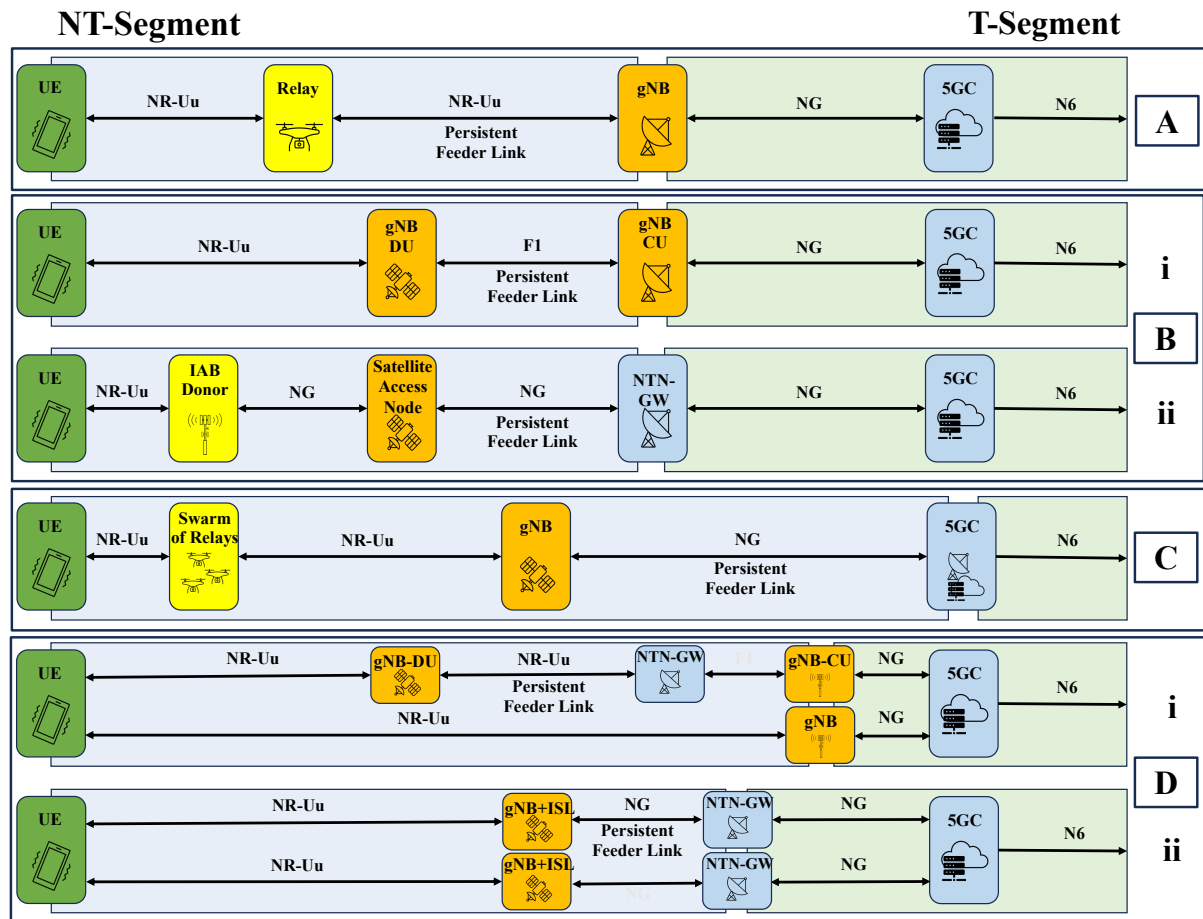 NT-Segment
T-Segment
UE
Relay
gNB
5GC
NR-Uu
NR-Uu
NG
N6
Persistent
Feeder Link
A
UE
gNB
DU
gNB
CU
5GC
NR-Uu
F1
NG
N6
Persistent
Feeder Link
i
B
UE
IAB
Donor
Satellite
Access
Node
NTN-
GW
5GC
NR-Uu
NG
NG
NG
N6
Persistent
Feeder Link
ii
UE
Swarm
of Relays
gNB
5GC
NR-Uu
NR-Uu
NG
N6
Persistent
Feeder Link
C
UE
NR-Uu
gNB-DU
NR-Uu
NTN-GW
F1
gNB-CU
NG
5GC
N6
Persistent
Feeder Link
NR-Uu
gNB
NG
i
D
UE
NR-Uu
gNB+ISL
NG
NTN-GW
NG
5GC
N6
Persistent
Feeder Link
NR-Uu
gNB+ISL
NG
NTN-GW
NG
ii